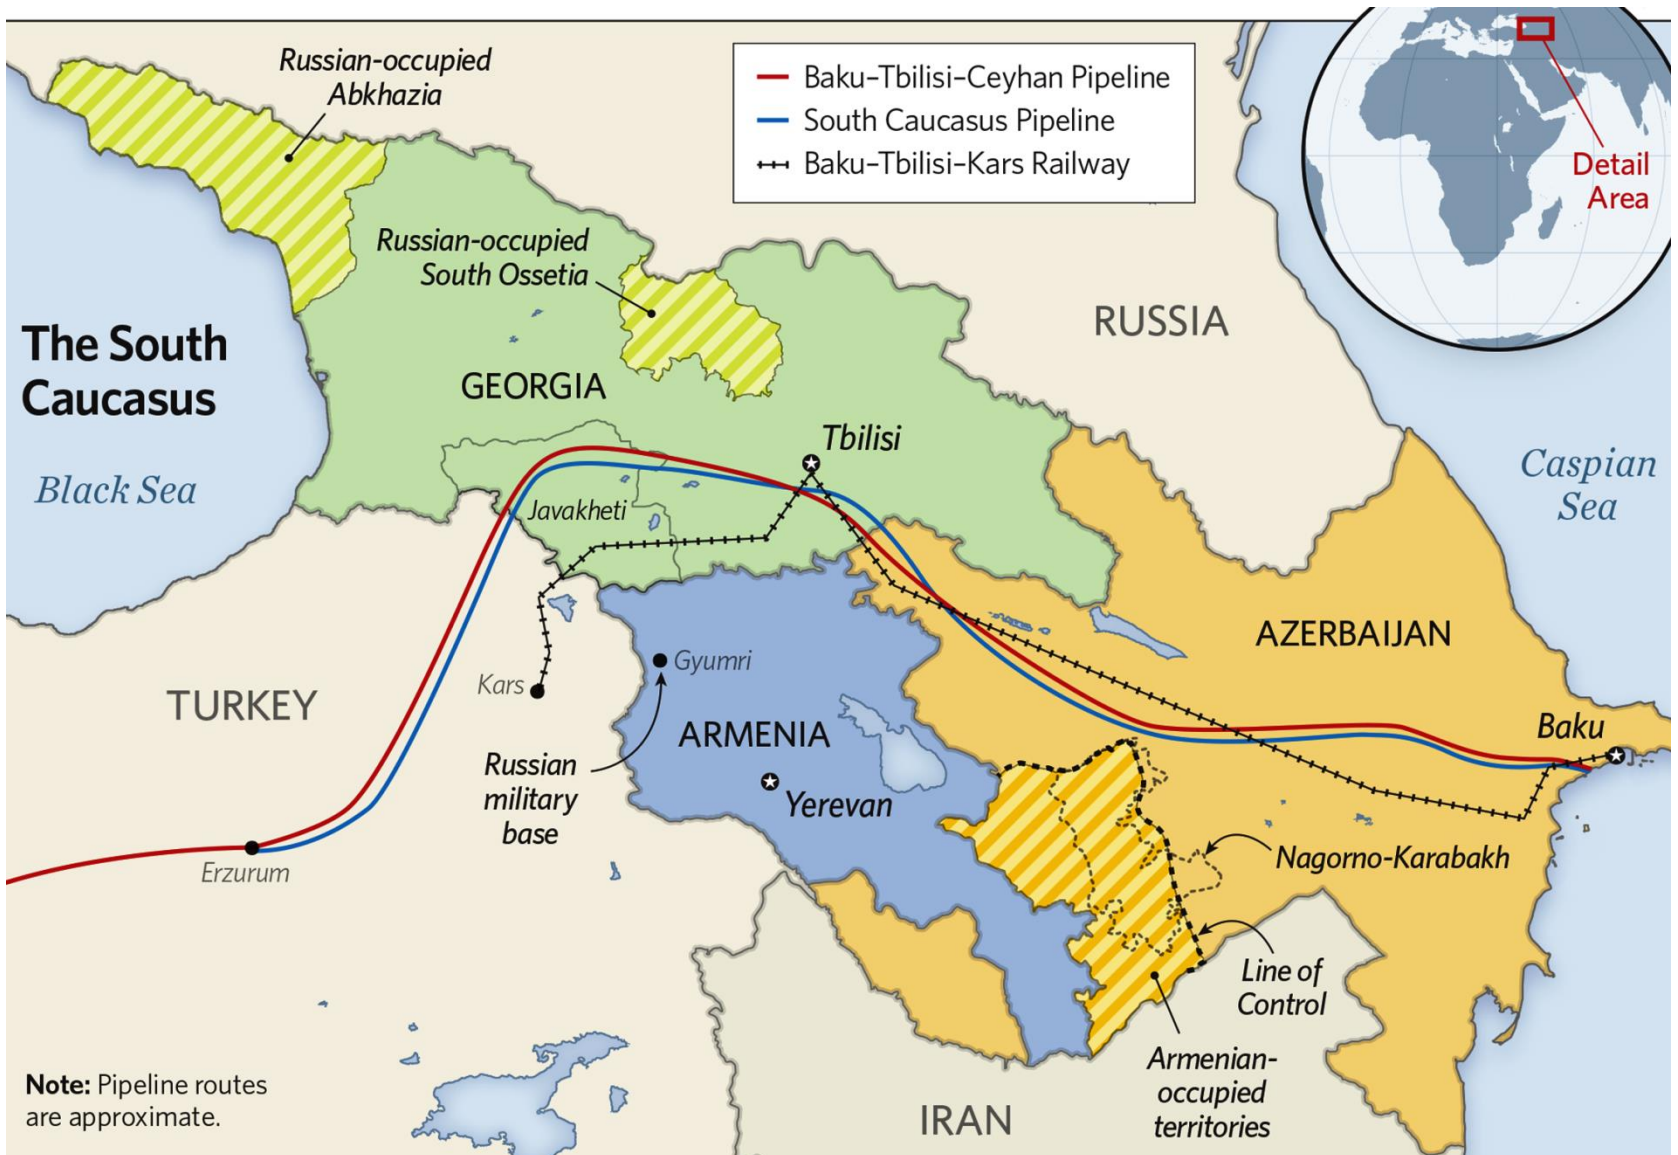 Russian-occupied
Abkhazia
Baku–Tbilisi–Ceyhan Pipeline
South Caucasus Pipeline
Baku–Tbilisi–Kars Railway
Detail
Area
Russian-occupied
South Ossetia
RUSSIA
The South
Caucasus
GEORGIA
Tbilisi
Black Sea
Caspian
Sea
Javakheti
AZERBAIJAN
Gyumri
Kars
TURKEY
ARMENIA
Baku
Russian
military
base
Yerevan
Erzurum
Nagorno-Karabakh
Line of
Control
Armenian-
occupied
territories
Note: Pipeline routes
are approximate.
IRAN